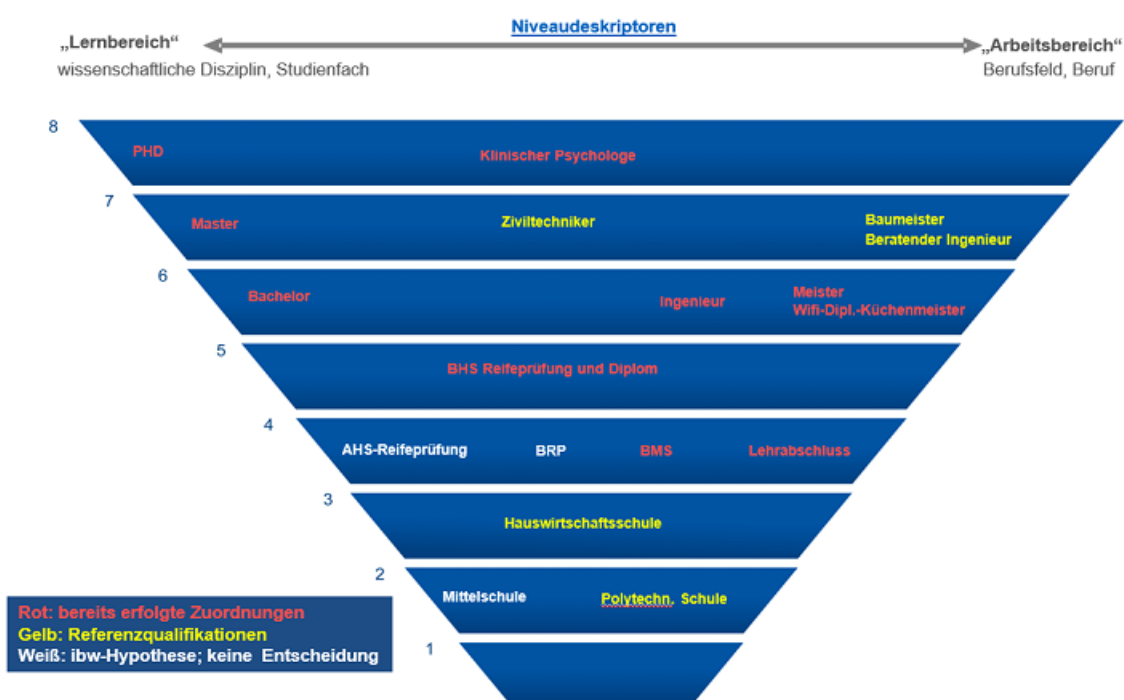 Niveaudeskriptoren
„Lernbereich“
„Arbeitsbereich“
wissenschaftliche Disziplin, Studienfach
Berufsfeld, Beruf
8
PHD
Klinischer Psychologe
7
Master
Ziviltechniker
Baumeister
Beratender Ingenieur
6
Bachelor
Ingenieur
Meister
Wifi-Dipl.-Küchenmeister
5
BHS Reifeprüfung und Diplom
4
AHS-Reifeprüfung
BRP
BMS
Lehrabschluss
3
Hauswirtschaftsschule
2
Mittelschule
Polytechn. Schule
1
Rot: bereits erfolgte Zuordnungen
Gelb: Referenzqualifikationen
Weiß: ibw-Hypothese; keine Entscheidung